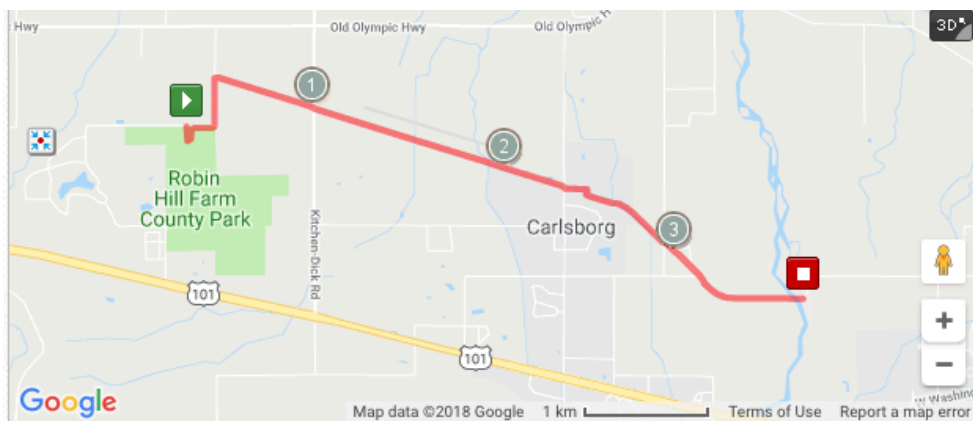 Hwy
Old Olympic Hwy
Old Olympic
3D
1
2
Robin
Hill Farm
County Park
Kitchen-Dick Rd
Carlsborg
3
101
101
+
−
W Washing
Google
Map data ©2018 Google
1 km
Terms of Use
Report a map error